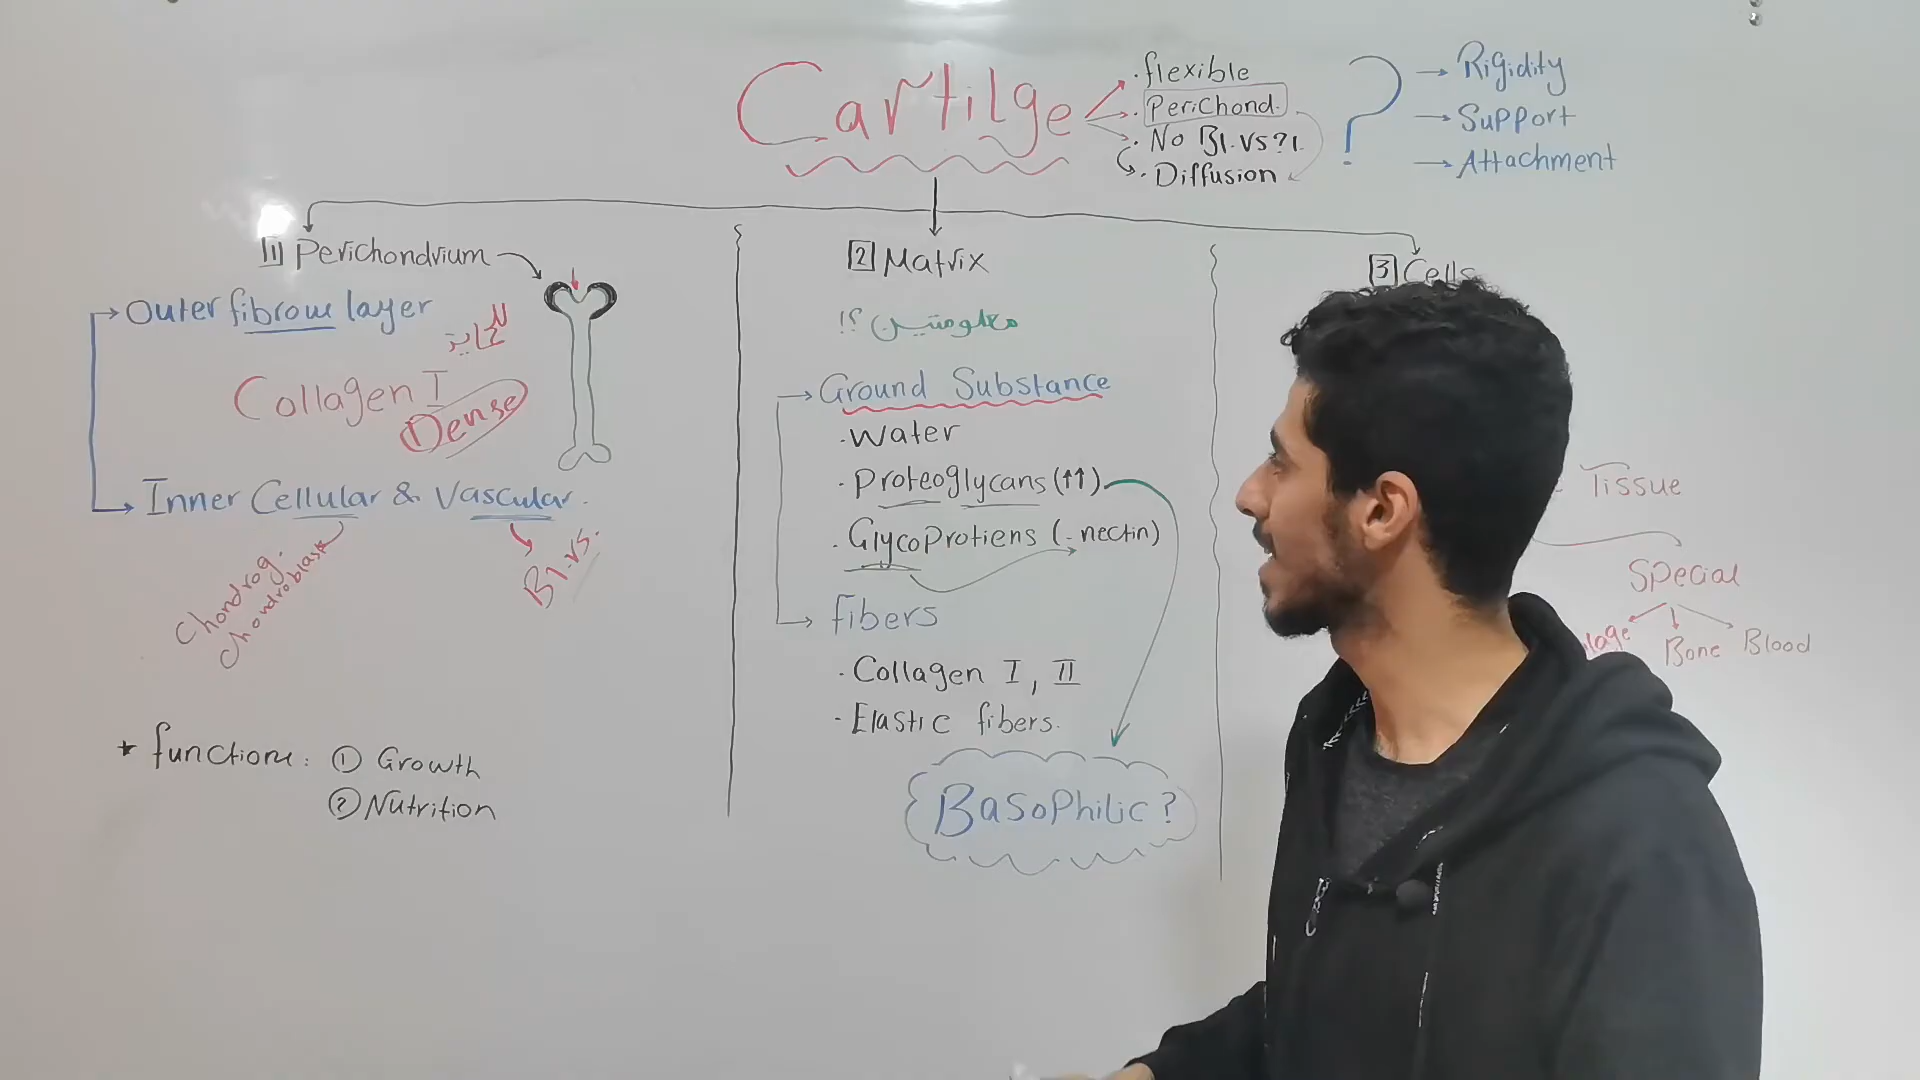 Cartilge
· flexible
· Perichond.
· No Bl.vs?!.
· Diffusion
?
→ Rigidity
→ Support
→ Attachment
1 Perichondrium
→ Outer fibrous layer
Collagen I
Dense
→ Inner Cellular & Vascular.
Chondrog.
Chondroblast
Bl.vs.
* functions: ① Growth
② Nutrition
2 Matrix
معلومتين ؟!
→ Ground Substance
· Water
· Proteoglycans (↑↑)
· GlycoProtiens (- nectin)
→ fibers
· Collagen I, II
· Elastic fibers.
Basophilic ?
3 Cells
Tissue
Special
Bone
Blood